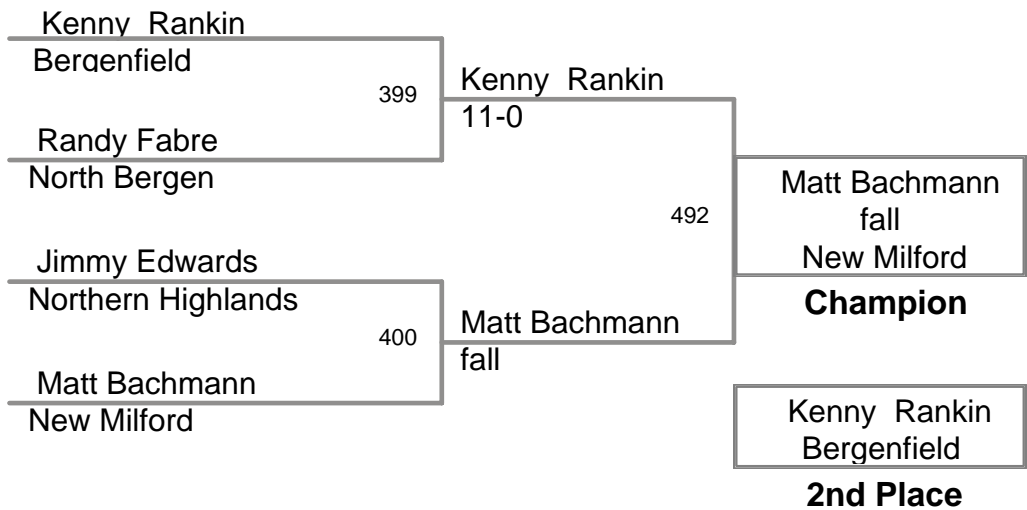 Kenny Rankin
Bergenfield
399
Randy Fabre
North Bergen
Jimmy Edwards
Northern Highlands
400
Matt Bachmann
New Milford
Kenny Rankin
11-0
492
Matt Bachmann
fall
Matt Bachmann
fall
New Milford
Champion
Kenny Rankin
Bergenfield
2nd Place